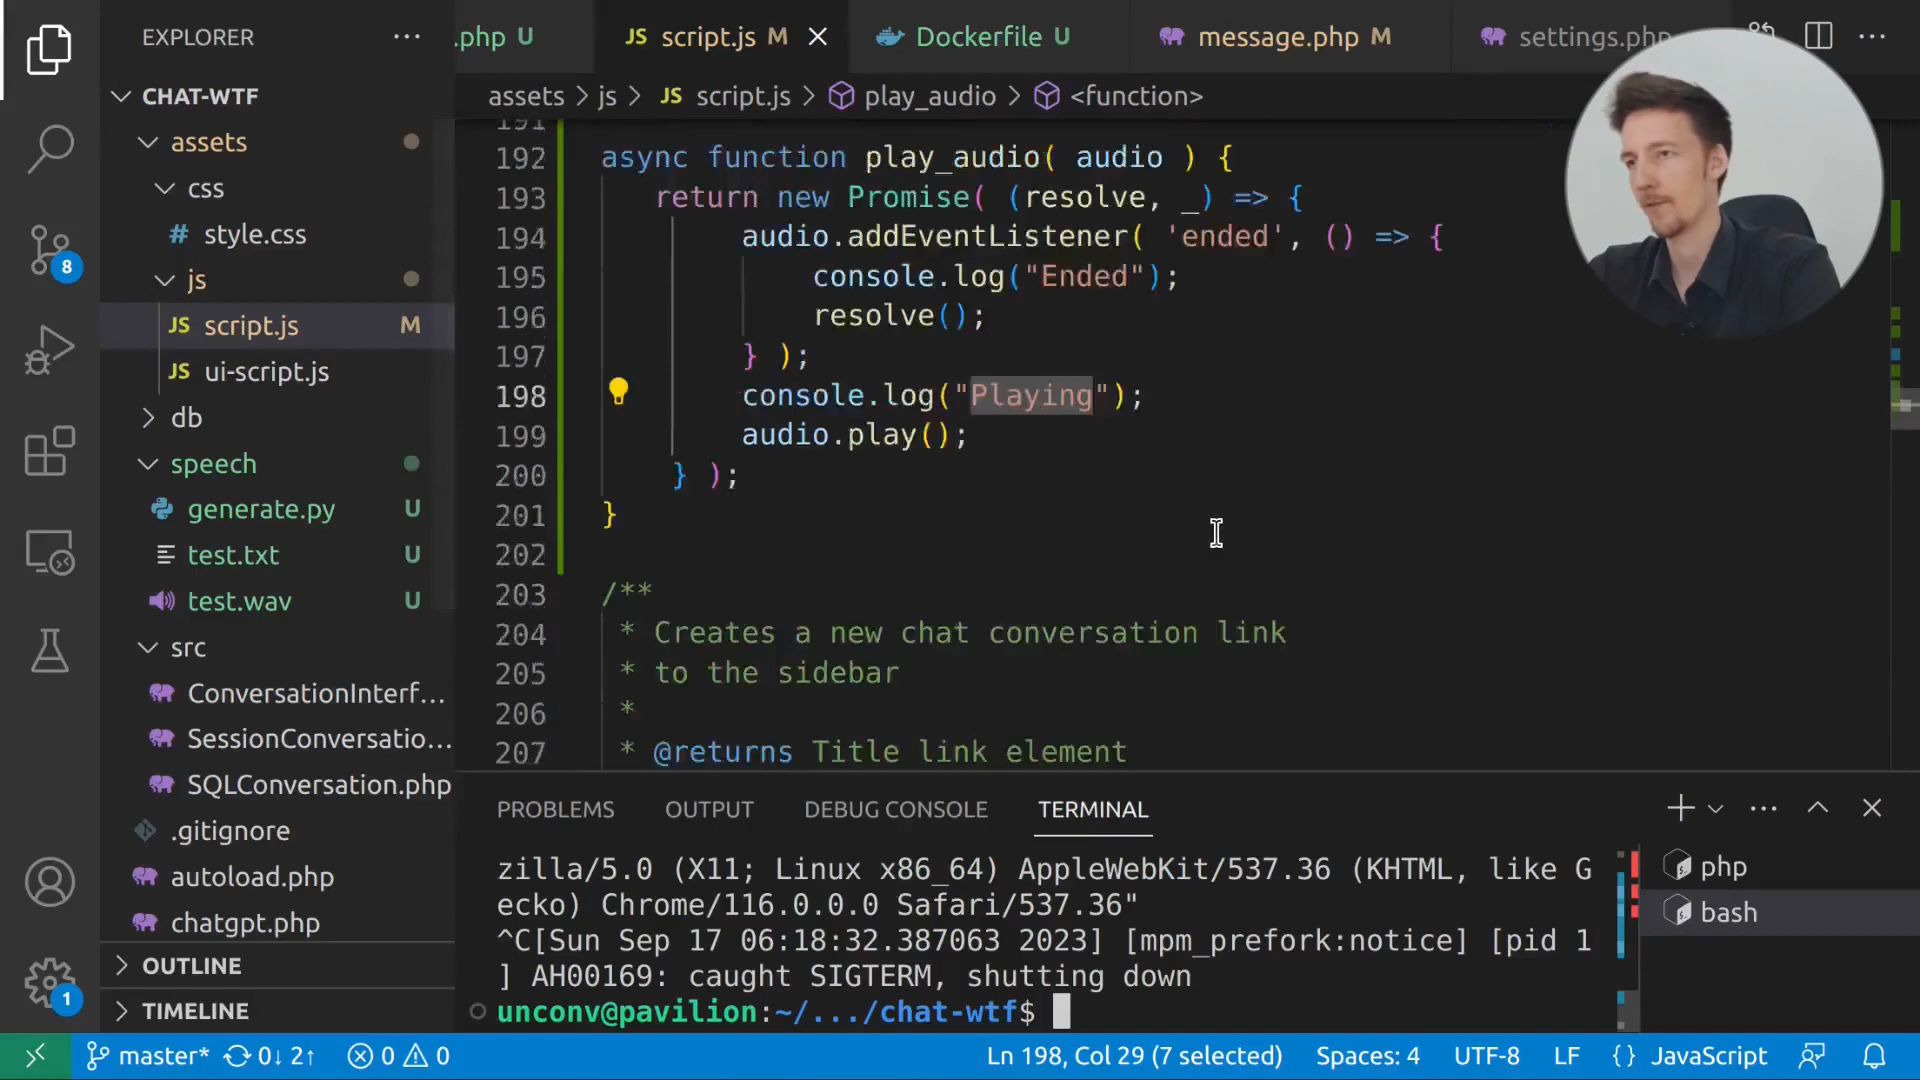 EXPLORER
CHAT-WTF
assets
css
style.css
js
JS script.js M
JS ui-script.js
db
speech
generate.py U
test.txt U
test.wav U
src
ConversationInterf...
SessionConversatio...
SQLConversation.php
.gitignore
autoload.php
chatgpt.php
OUTLINE
TIMELINE
8
1
.php U
JS script.js M
Dockerfile U
message.php M
settings.php
assets > js > JS script.js > play_audio > <function>
191
192 async function play_audio( audio ) {
193 return new Promise( (resolve, _) => {
194 audio.addEventListener( 'ended', () => {
195 console.log("Ended");
196 resolve();
197 } );
198 console.log("Playing");
199 audio.play();
200 } );
201 }
202
203 /**
204 * Creates a new chat conversation link
205 * to the sidebar
206 *
207 * @returns Title link element
PROBLEMS OUTPUT DEBUG CONSOLE TERMINAL
zilla/5.0 (X11; Linux x86_64) AppleWebKit/537.36 (KHTML, like G
ecko) Chrome/116.0.0.0 Safari/537.36"
^C[Sun Sep 17 06:18:32.387063 2023] [mpm_prefork:notice] [pid 1
] AH00169: caught SIGTERM, shutting down
unconv@pavilion:~/.../chat-wtf$
php
bash
master* 0↓ 2↑ 0 0 Ln 198, Col 29 (7 selected) Spaces: 4 UTF-8 LF {} JavaScript